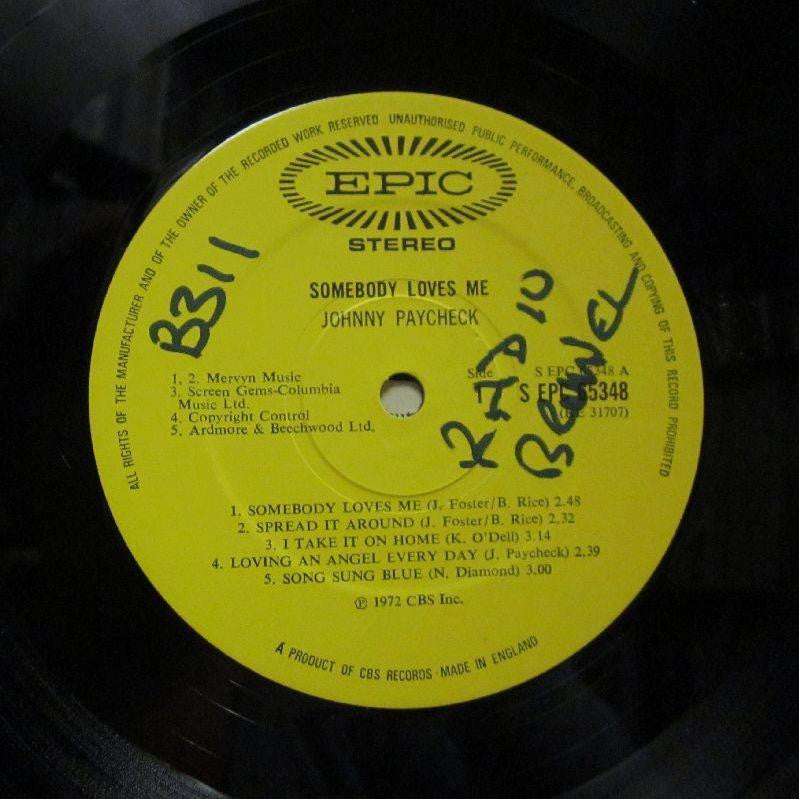 ALL RIGHTS OF THE MANUFACTURER AND OF THE OWNER OF THE RECORDED WORK RESERVED UNAUTHORISED PUBLIC PERFORMANCE, BROADCASTING AND COPYING OF THIS RECORD PROHIBITED
EPIC
STEREO
B311
SOMEBODY LOVES ME
JOHNNY PAYCHECK
RADIO
1, 2. Mervyn Music
3. Screen Gems-Columbia
Music Ltd.
4. Copyright Control
5. Ardmore & Beechwood Ltd.
Side
S EPC 65348 A
S EPC 65348
31707)
1. SOMEBODY LOVES ME (J. Foster/B. Rice) 2.48
2. SPREAD IT AROUND (J. Foster/B. Rice) 2.32
3. I TAKE IT ON HOME (K. O'Dell) 3.14
4. LOVING AN ANGEL EVERY DAY (J. Paycheck) 2.39
5. SONG SUNG BLUE (N. Diamond) 3.00
℗ 1972 CBS Inc.
A PRODUCT OF CBS RECORDS · MADE IN ENGLAND